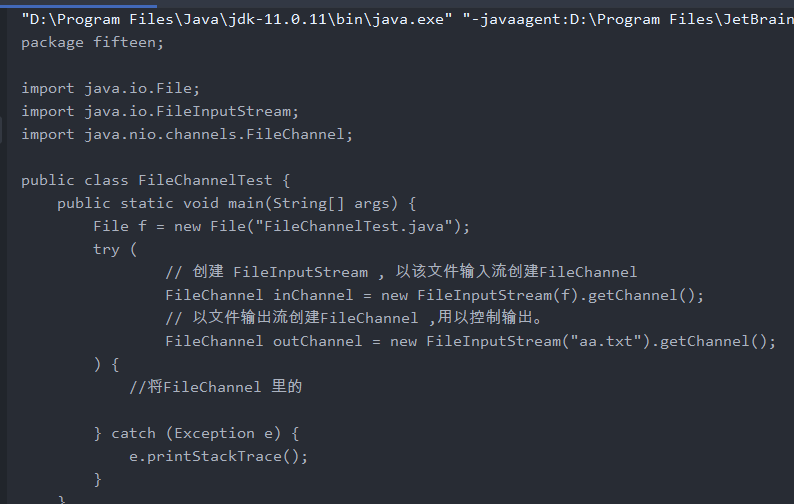 "D:\Program Files\Java\jdk-11.0.11\bin\java.exe" "-javaagent:D:\Program Files\JetBrain
package fifteen;
import java.io.File;
import java.io.FileInputStream;
import java.nio.channels.FileChannel;
public class FileChannelTest {
    public static void main(String[] args) {
        File f = new File("FileChannelTest.java");
        try (
                // 创建 FileInputStream , 以该文件输入流创建FileChannel
                FileChannel inChannel = new FileInputStream(f).getChannel();
                // 以文件输出流创建FileChannel ,用以控制输出。
                FileChannel outChannel = new FileInputStream("aa.txt").getChannel();
        ) {
            //将FileChannel 里的
        } catch (Exception e) {
            e.printStackTrace();
        }
    }